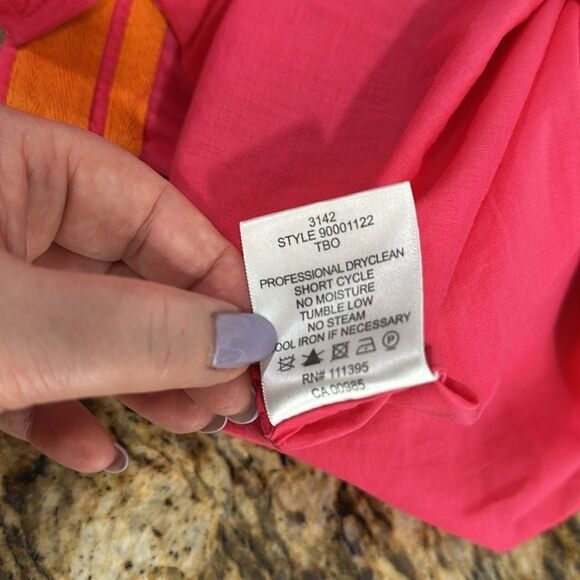 3142
STYLE 90001122
TBO
PROFESSIONAL DRYCLEAN
SHORT CYCLE
NO MOISTURE
TUMBLE LOW
NO STEAM
OOL IRON IF NECESSARY
P
RN# 111395
CA 00985